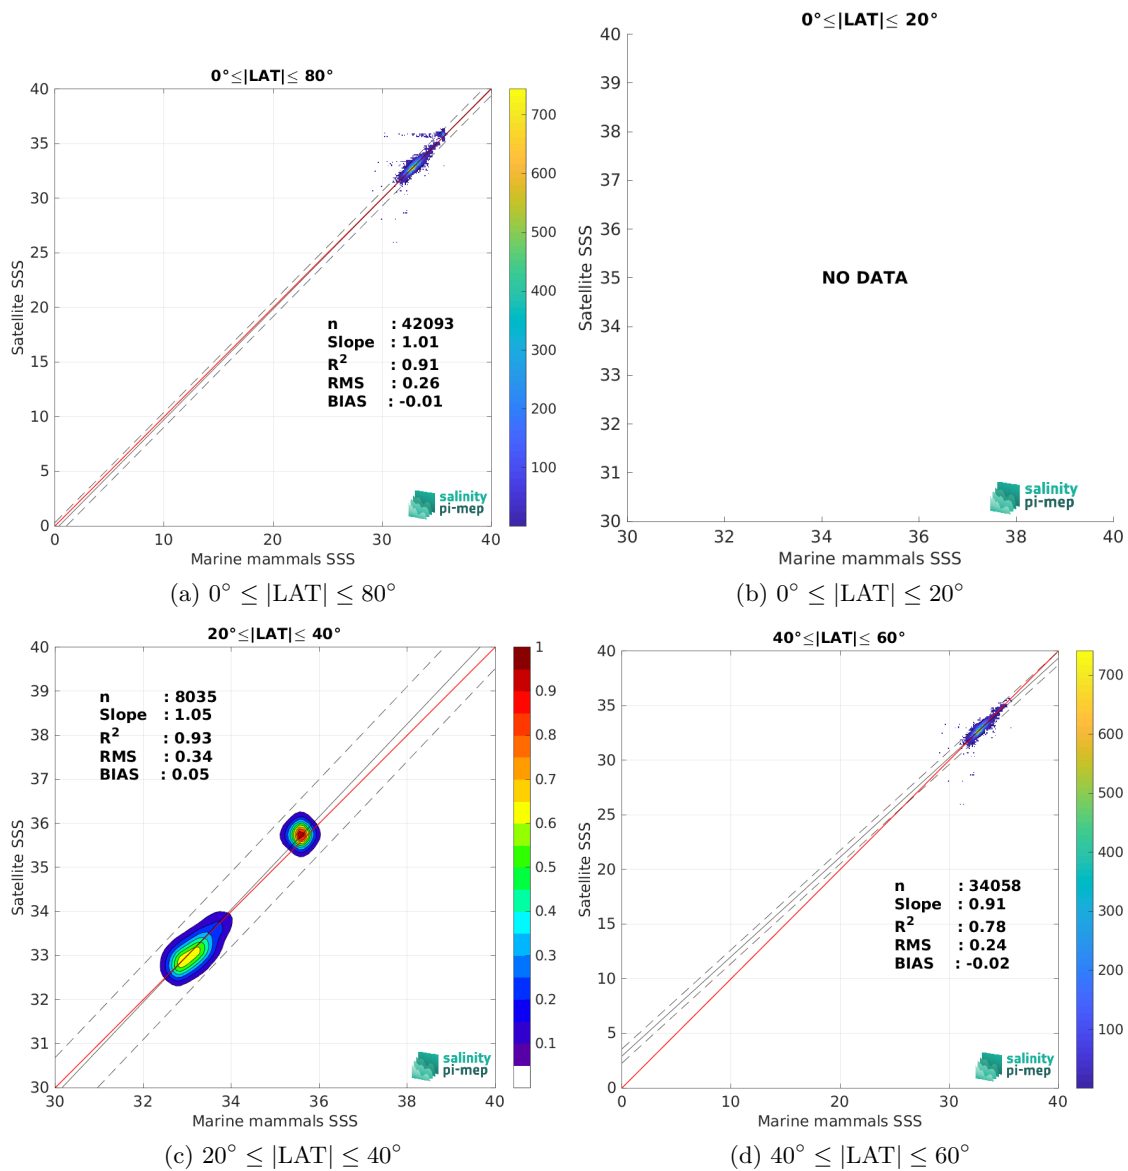 0°≤|LAT|≤ 80°
40
35
30
25
20
15
10
5
0
Satellite SSS
n : 42093
Slope : 1.01
R² : 0.91
RMS : 0.26
BIAS : -0.01
salinity
pi-mep
0 10 20 30 40
Marine mammals SSS
700
600
500
400
300
200
100
(a) 0° ≤ |LAT| ≤ 80°
0°≤|LAT|≤ 20°
40
39
38
37
36
35
34
33
32
31
30
Satellite SSS
NO DATA
salinity
pi-mep
30 32 34 36 38 40
Marine mammals SSS
(b) 0° ≤ |LAT| ≤ 20°
20°≤|LAT|≤ 40°
40
39
38
37
36
35
34
33
32
31
30
Satellite SSS
n : 8035
Slope : 1.05
R² : 0.93
RMS : 0.34
BIAS : 0.05
salinity
pi-mep
30 32 34 36 38 40
Marine mammals SSS
1
0.9
0.8
0.7
0.6
0.5
0.4
0.3
0.2
0.1
(c) 20° ≤ |LAT| ≤ 40°
40°≤|LAT|≤ 60°
40
35
30
25
20
15
10
5
0
Satellite SSS
n : 34058
Slope : 0.91
R² : 0.78
RMS : 0.24
BIAS : -0.02
salinity
pi-mep
0 10 20 30 40
Marine mammals SSS
700
600
500
400
300
200
100
(d) 40° ≤ |LAT| ≤ 60°